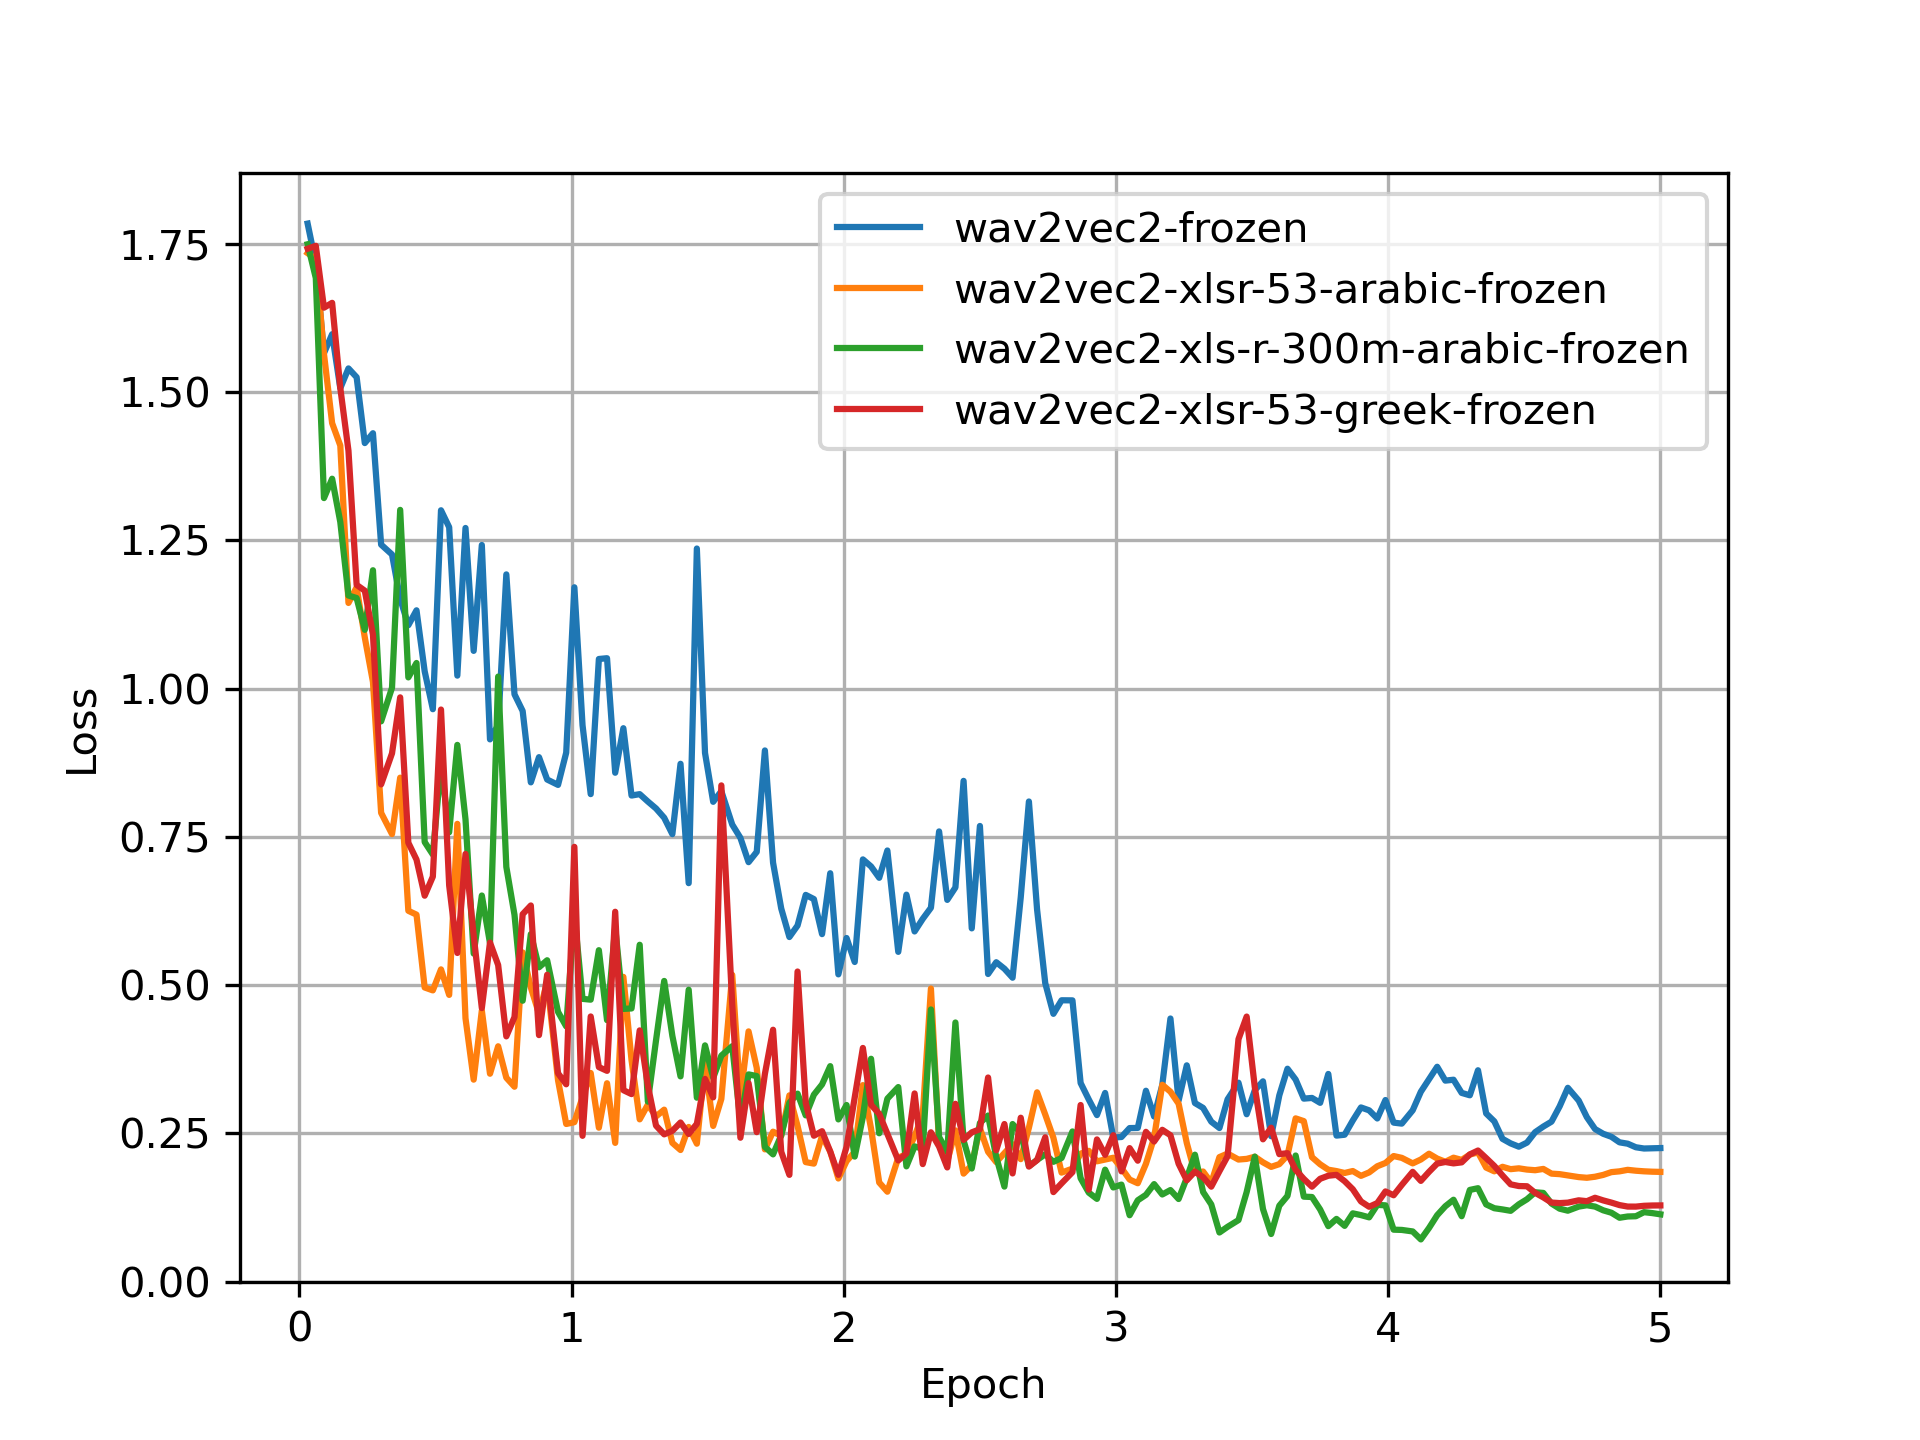 wav2vec2-frozen
wav2vec2-xlsr-53-arabic-frozen
wav2vec2-xls-r-300m-arabic-frozen
wav2vec2-xlsr-53-greek-frozen
1.75
1.50
1.25
1.00
0.75
0.50
0.25
0.00
Loss
0 1 2 3 4 5
Epoch